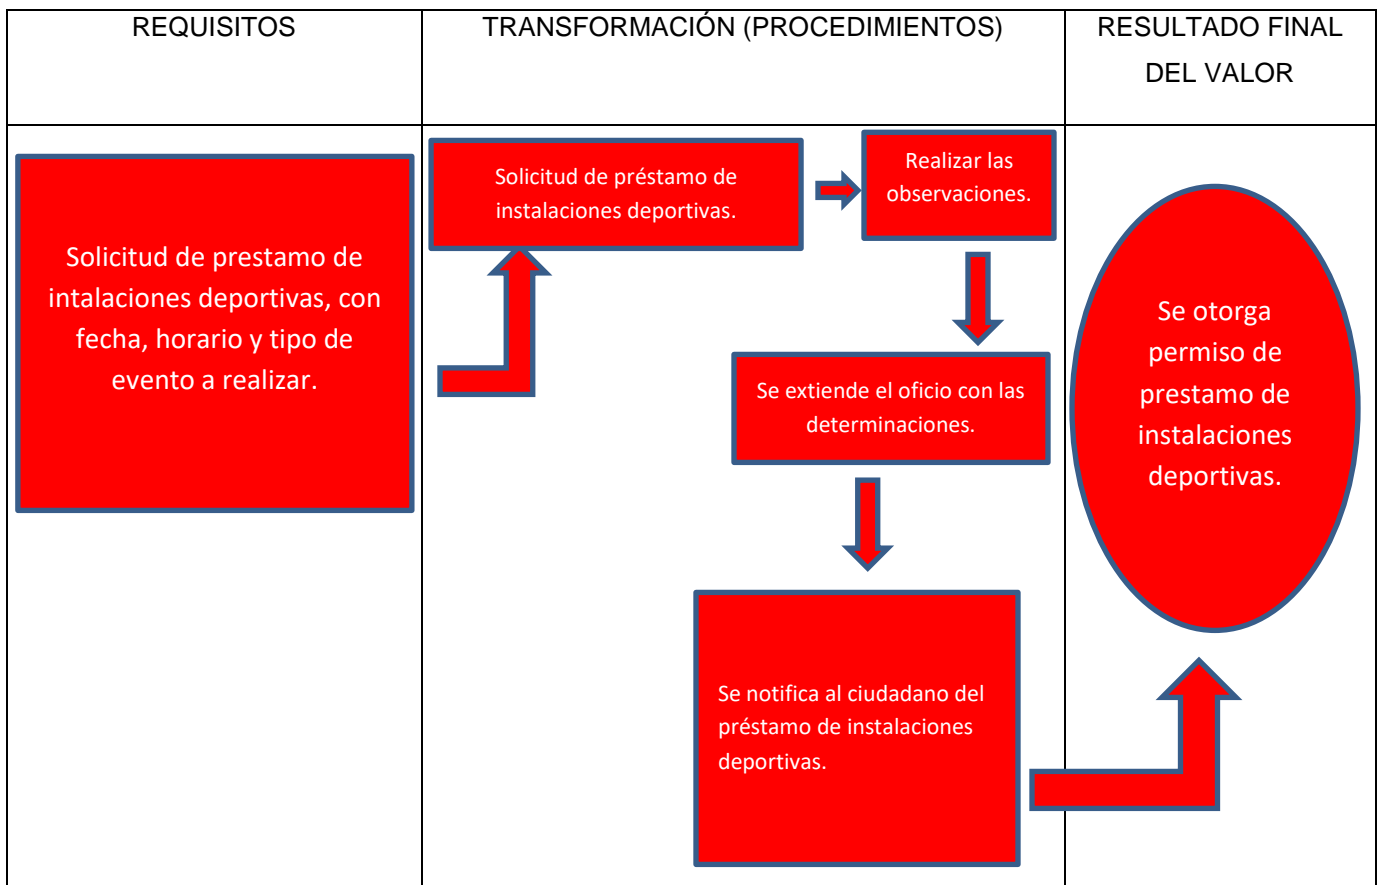 REQUISITOS
TRANSFORMACIÓN (PROCEDIMIENTOS)
RESULTADO FINAL
DEL VALOR
Solicitud de prestamo de
intalaciones deportivas, con
fecha, horario y tipo de
evento a realizar.
Solicitud de préstamo de
instalaciones deportivas.
Realizar las
observaciones.
Se extiende el oficio con las
determinaciones.
Se notifica al ciudadano del
préstamo de instalaciones
deportivas.
Se otorga
permiso de
prestamo de
instalaciones
deportivas.